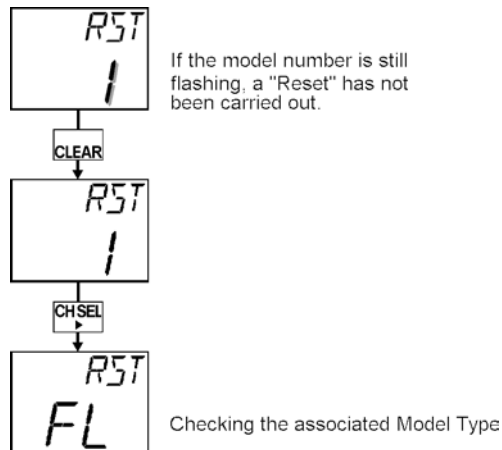 RST
1
If the model number is still
flashing, a "Reset" has not
been carried out.
CLEAR
RST
1
CH SEL
RST
FL
Checking the associated Model Type